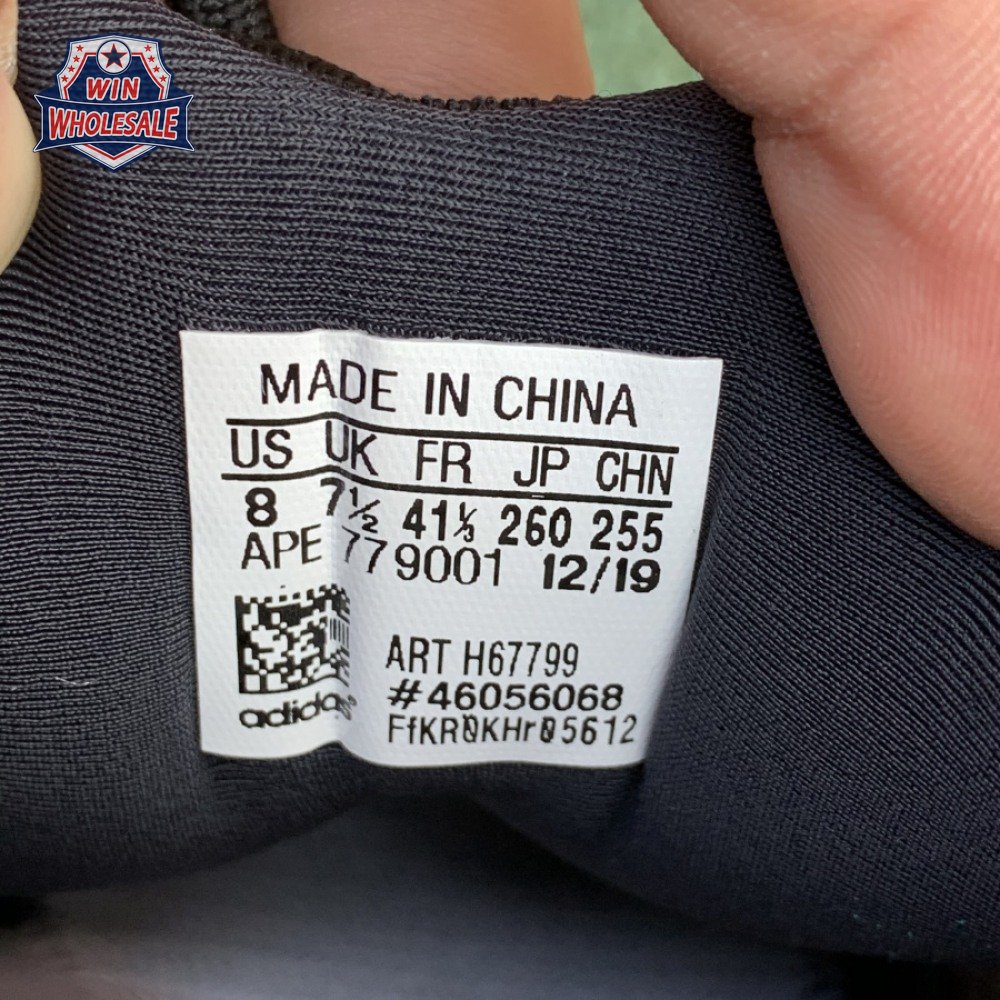 WIN
WHOLESALE
MADE IN CHINA
US UK FR JP CHN
8 7½ 41⅓ 260 255
APE 779001 12/19
ART H67799
#46056068
adidas
FfKR0KHr05612